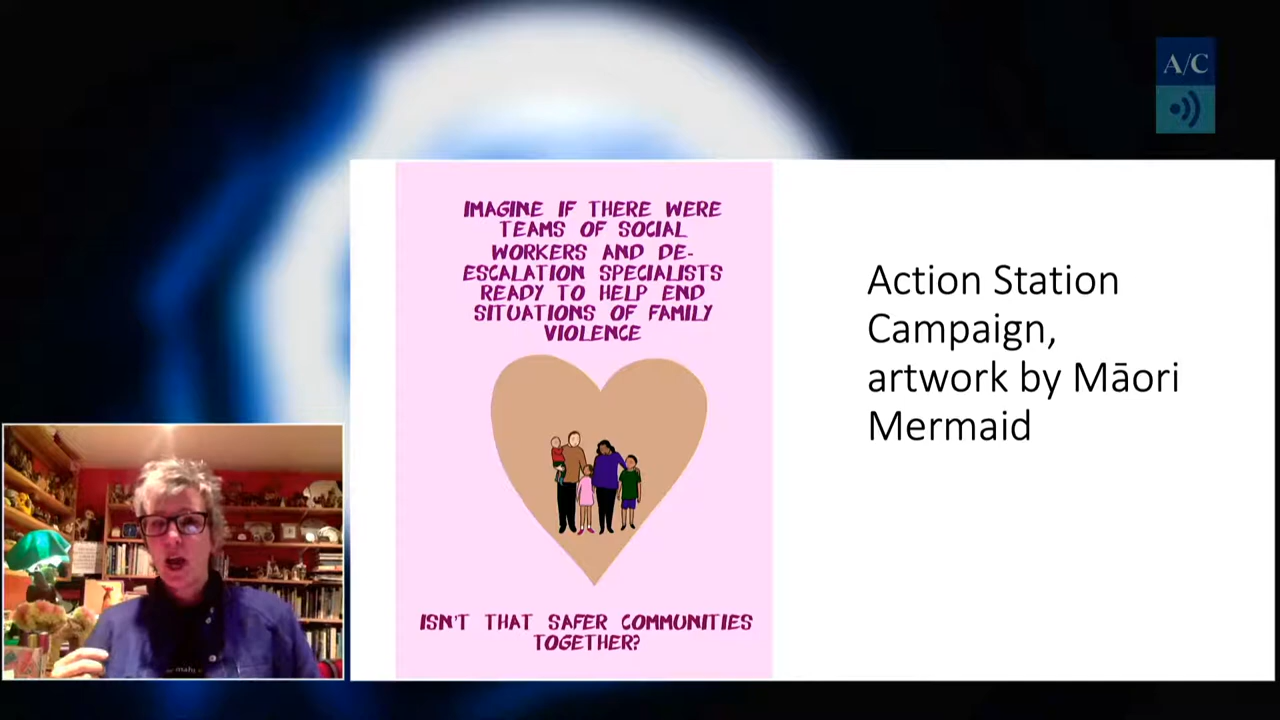 A/C
IMAGINE IF THERE WERE
TEAMS OF SOCIAL
WORKERS AND DE-
ESCALATION SPECIALISTS
READY TO HELP END
SITUATIONS OF FAMILY
VIOLENCE
ISN'T THAT SAFER COMMUNITIES
TOGETHER?
Action Station
Campaign,
artwork by Māori
Mermaid